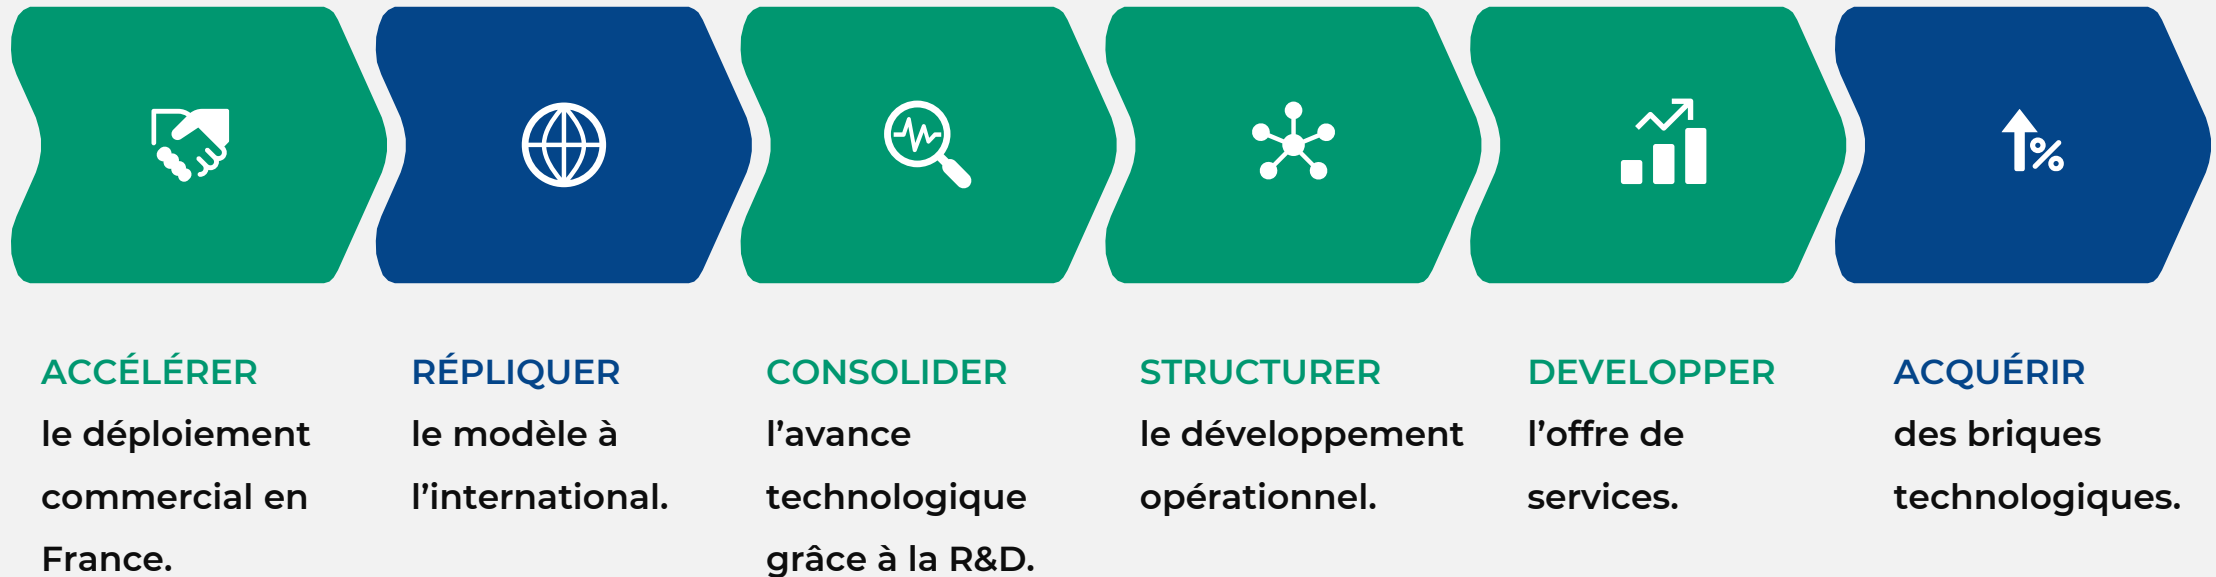 %
ACCÉLÉRER
le déploiement
commercial en
France.
RÉPLIQUER
le modèle à
l’international.
CONSOLIDER
l’avance
technologique
grâce à la R&D.
STRUCTURER
le développement
opérationnel.
DEVELOPPER
l’offre de
services.
ACQUÉRIR
des briques
technologiques.